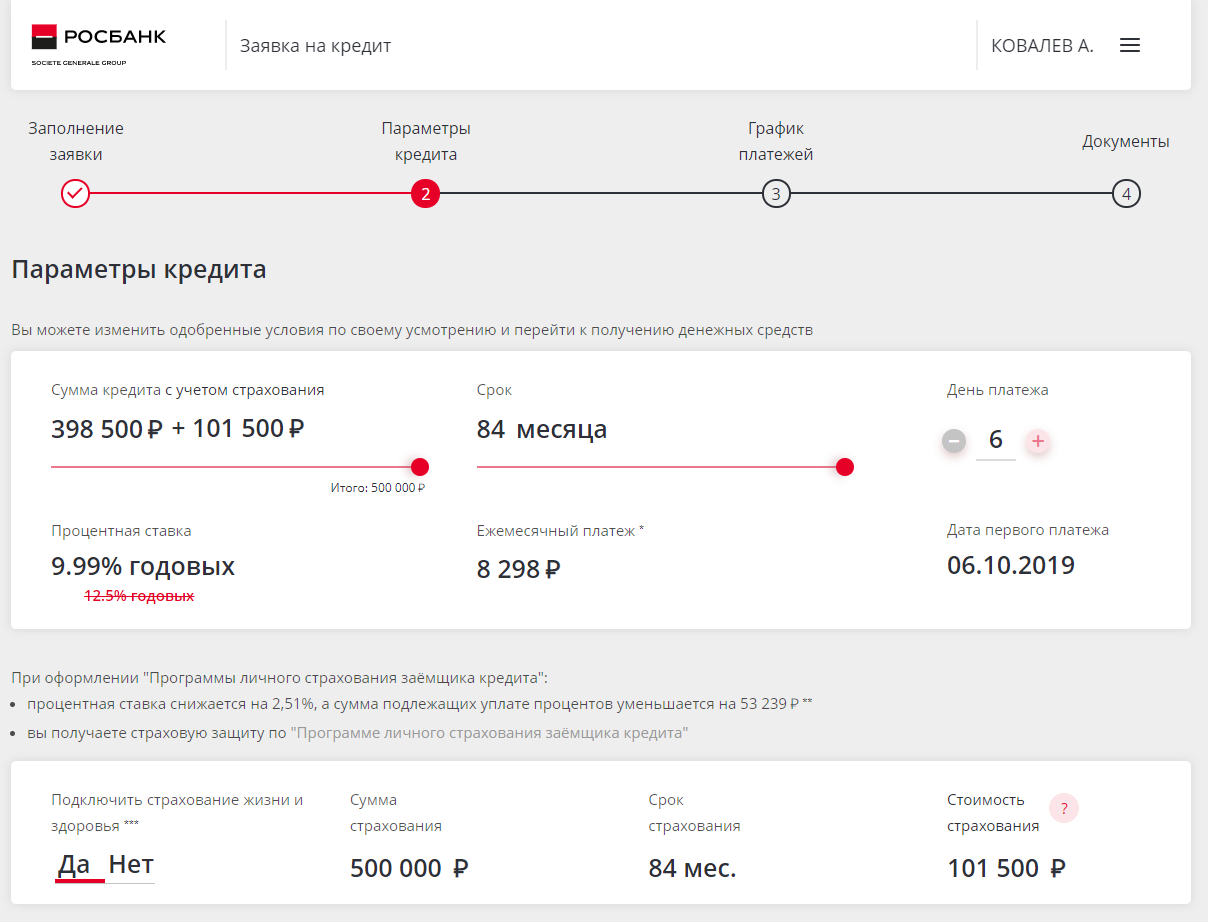 РОСБАНК
SOCIETE GENERALE GROUP
Заявка на кредит
КОВАЛЕВ А.
Заполнение
заявки
Параметры
кредита
График
платежей
Документы
2
3
4
Параметры кредита
Вы можете изменить одобренные условия по своему усмотрению и перейти к получению денежных средств
Сумма кредита с учетом страхования
398 500 ₽ + 101 500 ₽
Итого: 500 000 ₽
Срок
84 месяца
День платежа
− 6 +
Процентная ставка
9.99% годовых
12.5% годовых
Ежемесячный платеж *
8 298 ₽
Дата первого платежа
06.10.2019
При оформлении "Программы личного страхования заёмщика кредита":
• процентная ставка снижается на 2,51%, а сумма подлежащих уплате процентов уменьшается на 53 239 ₽ **
• вы получаете страховую защиту по "Программе личного страхования заёмщика кредита"
Подключить страхование жизни и
здоровья ***
Да Нет
Сумма
страхования
500 000 ₽
Срок
страхования
84 мес.
Стоимость
страхования
?
101 500 ₽